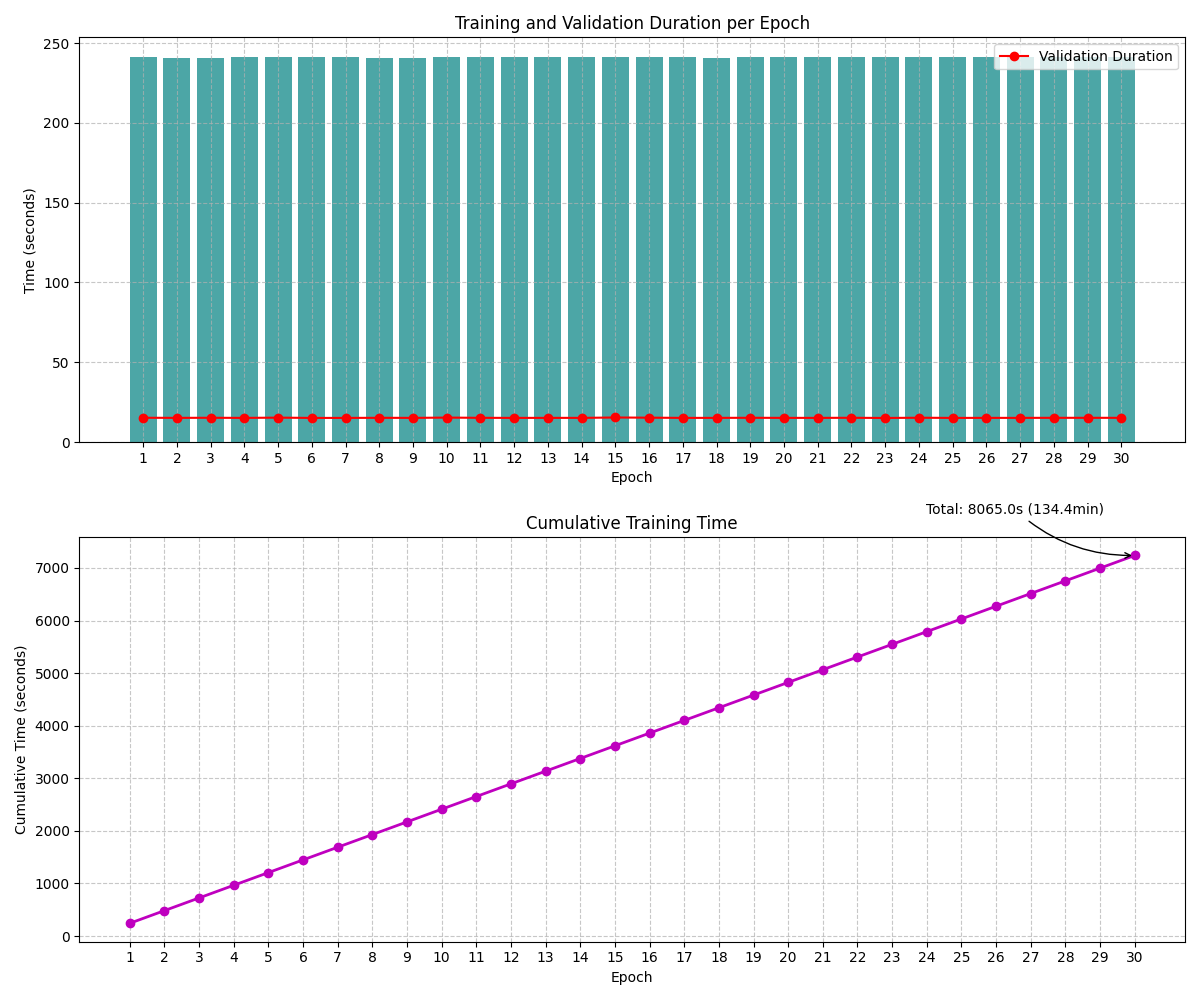 Training and Validation Duration per Epoch
Validation Duration
Time (seconds)
250
200
150
100
50
0
1 2 3 4 5 6 7 8 9 10 11 12 13 14 15 16 17 18 19 20 21 22 23 24 25 26 27 28 29 30
Epoch
Total: 8065.0s (134.4min)
Cumulative Training Time
Cumulative Time (seconds)
7000
6000
5000
4000
3000
2000
1000
0
1 2 3 4 5 6 7 8 9 10 11 12 13 14 15 16 17 18 19 20 21 22 23 24 25 26 27 28 29 30
Epoch